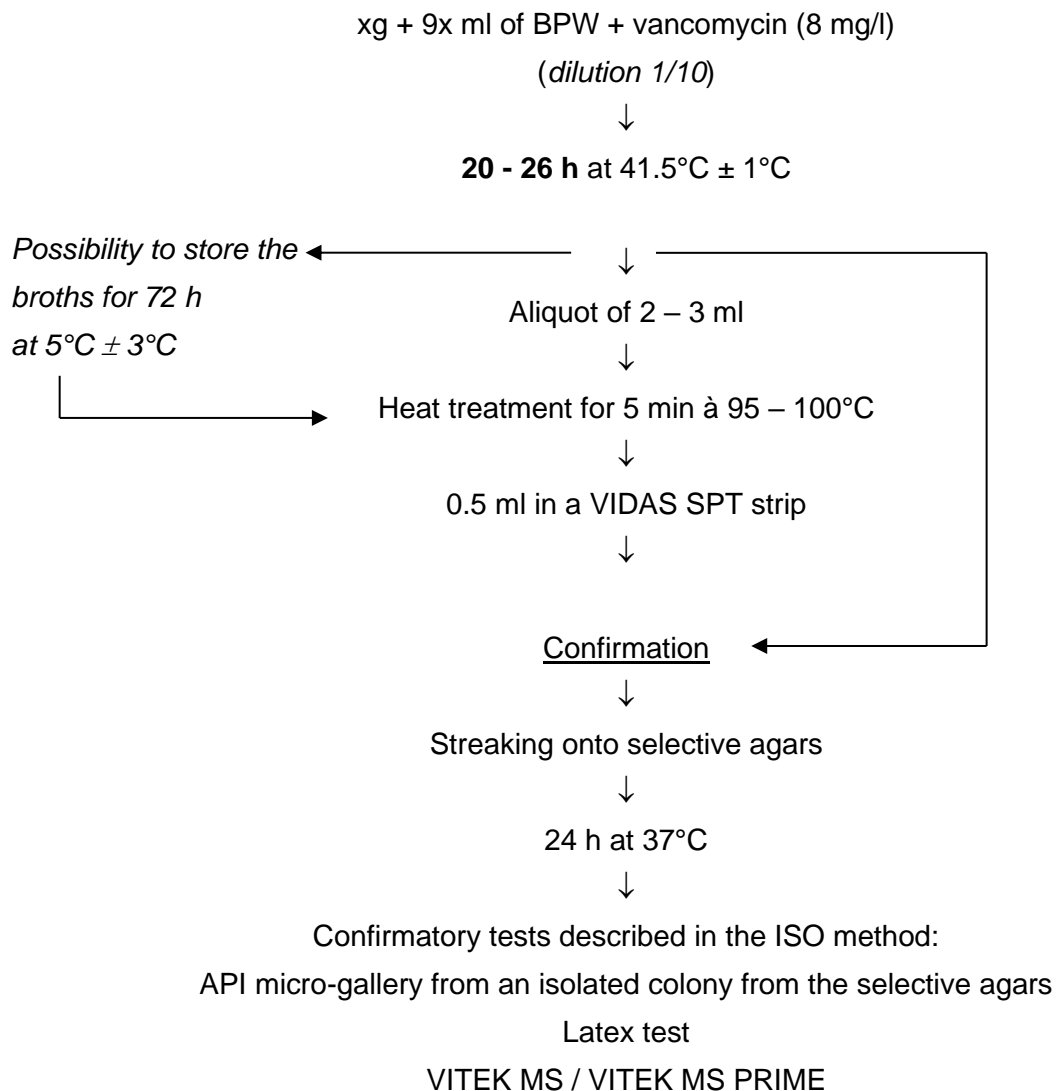 xg + 9x ml of BPW + vancomycin (8 mg/l)
(dilution 1/10)
↓
20 - 26 h at 41.5°C ± 1°C
Possibility to store the
broths for 72 h
at 5°C ± 3°C
↓
Aliquot of 2 – 3 ml
↓
Heat treatment for 5 min à 95 – 100°C
↓
0.5 ml in a VIDAS SPT strip
↓
Confirmation
↓
Streaking onto selective agars
↓
24 h at 37°C
↓
Confirmatory tests described in the ISO method:
API micro-gallery from an isolated colony from the selective agars
Latex test
VITEK MS / VITEK MS PRIME